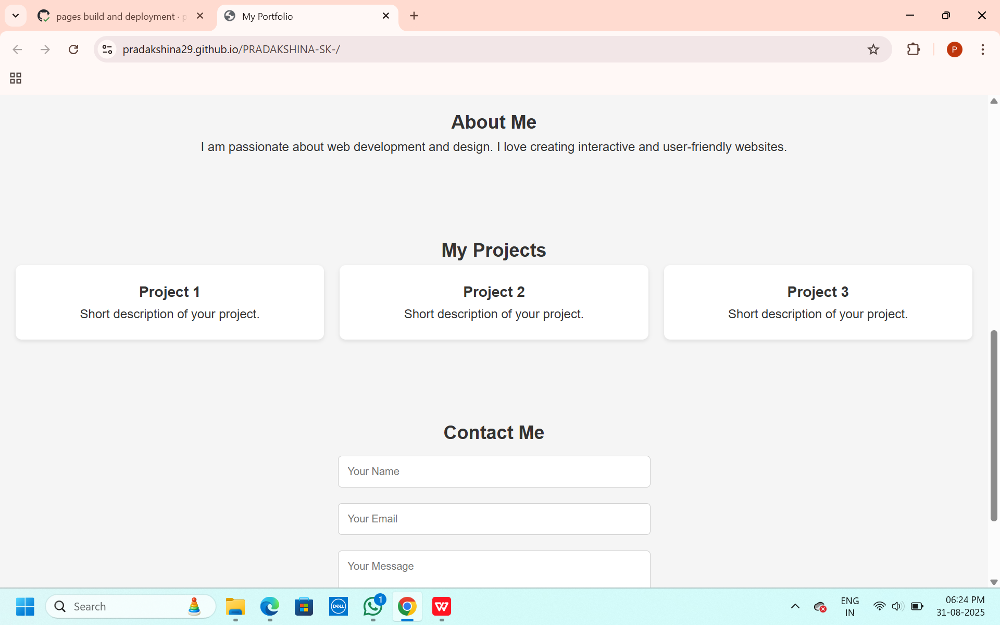 pages build and deployment · p
My Portfolio
pradakshina29.github.io/PRADAKSHINA-SK-/
P
About Me
I am passionate about web development and design. I love creating interactive and user-friendly websites.
My Projects
Project 1
Short description of your project.
Project 2
Short description of your project.
Project 3
Short description of your project.
Contact Me
Your Name
Your Email
Your Message
Search
DELL
1
W
ENG
IN
06:24 PM
31-08-2025